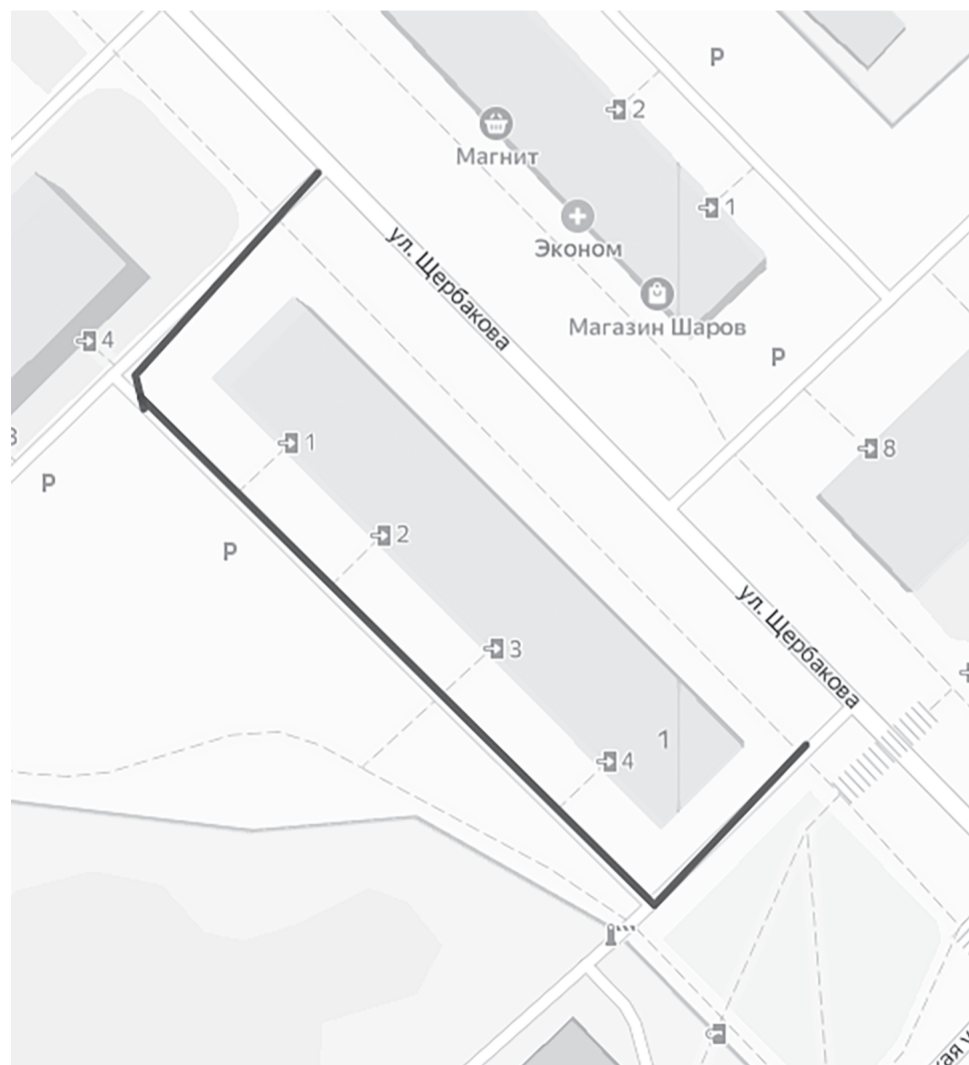 P
2
Магнит
1
Эконом
ул. Щербакова
Магазин Шаров
P
4
1
8
P
2
P
ул. Щербакова
3
1
4